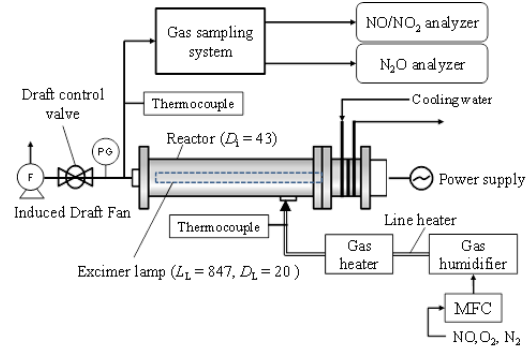 Gas sampling
system
NO/NO₂ analyzer
N₂O analyzer
Draft control
valve
Thermocouple
Cooling water
PG
Reactor (Dᵢ = 43)
F
Induced Draft Fan
Power supply
Thermocouple
Line heater
Excimer lamp (L_L = 847, D_L = 20 )
Gas
heater
Gas
humidifier
MFC
NO,O₂, N₂